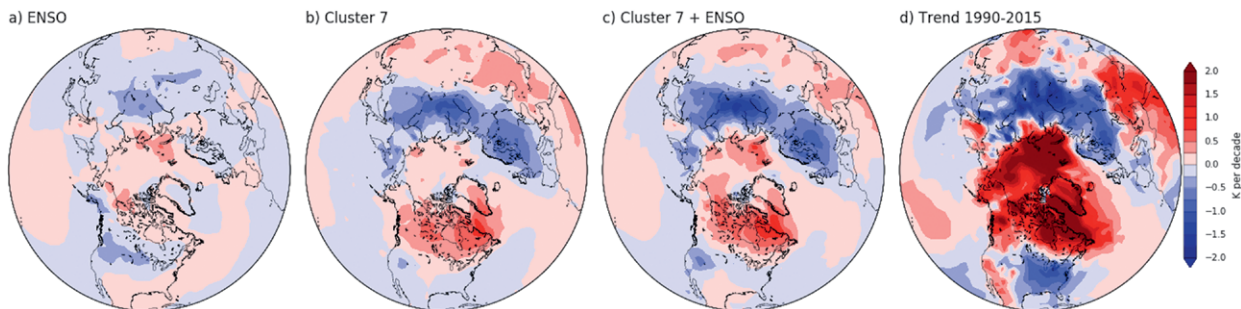 a) ENSO
b) Cluster 7
c) Cluster 7 + ENSO
d) Trend 1990-2015
2.0
1.5
1.0
0.5
0.0
−0.5
−1.0
−1.5
−2.0
K per decade